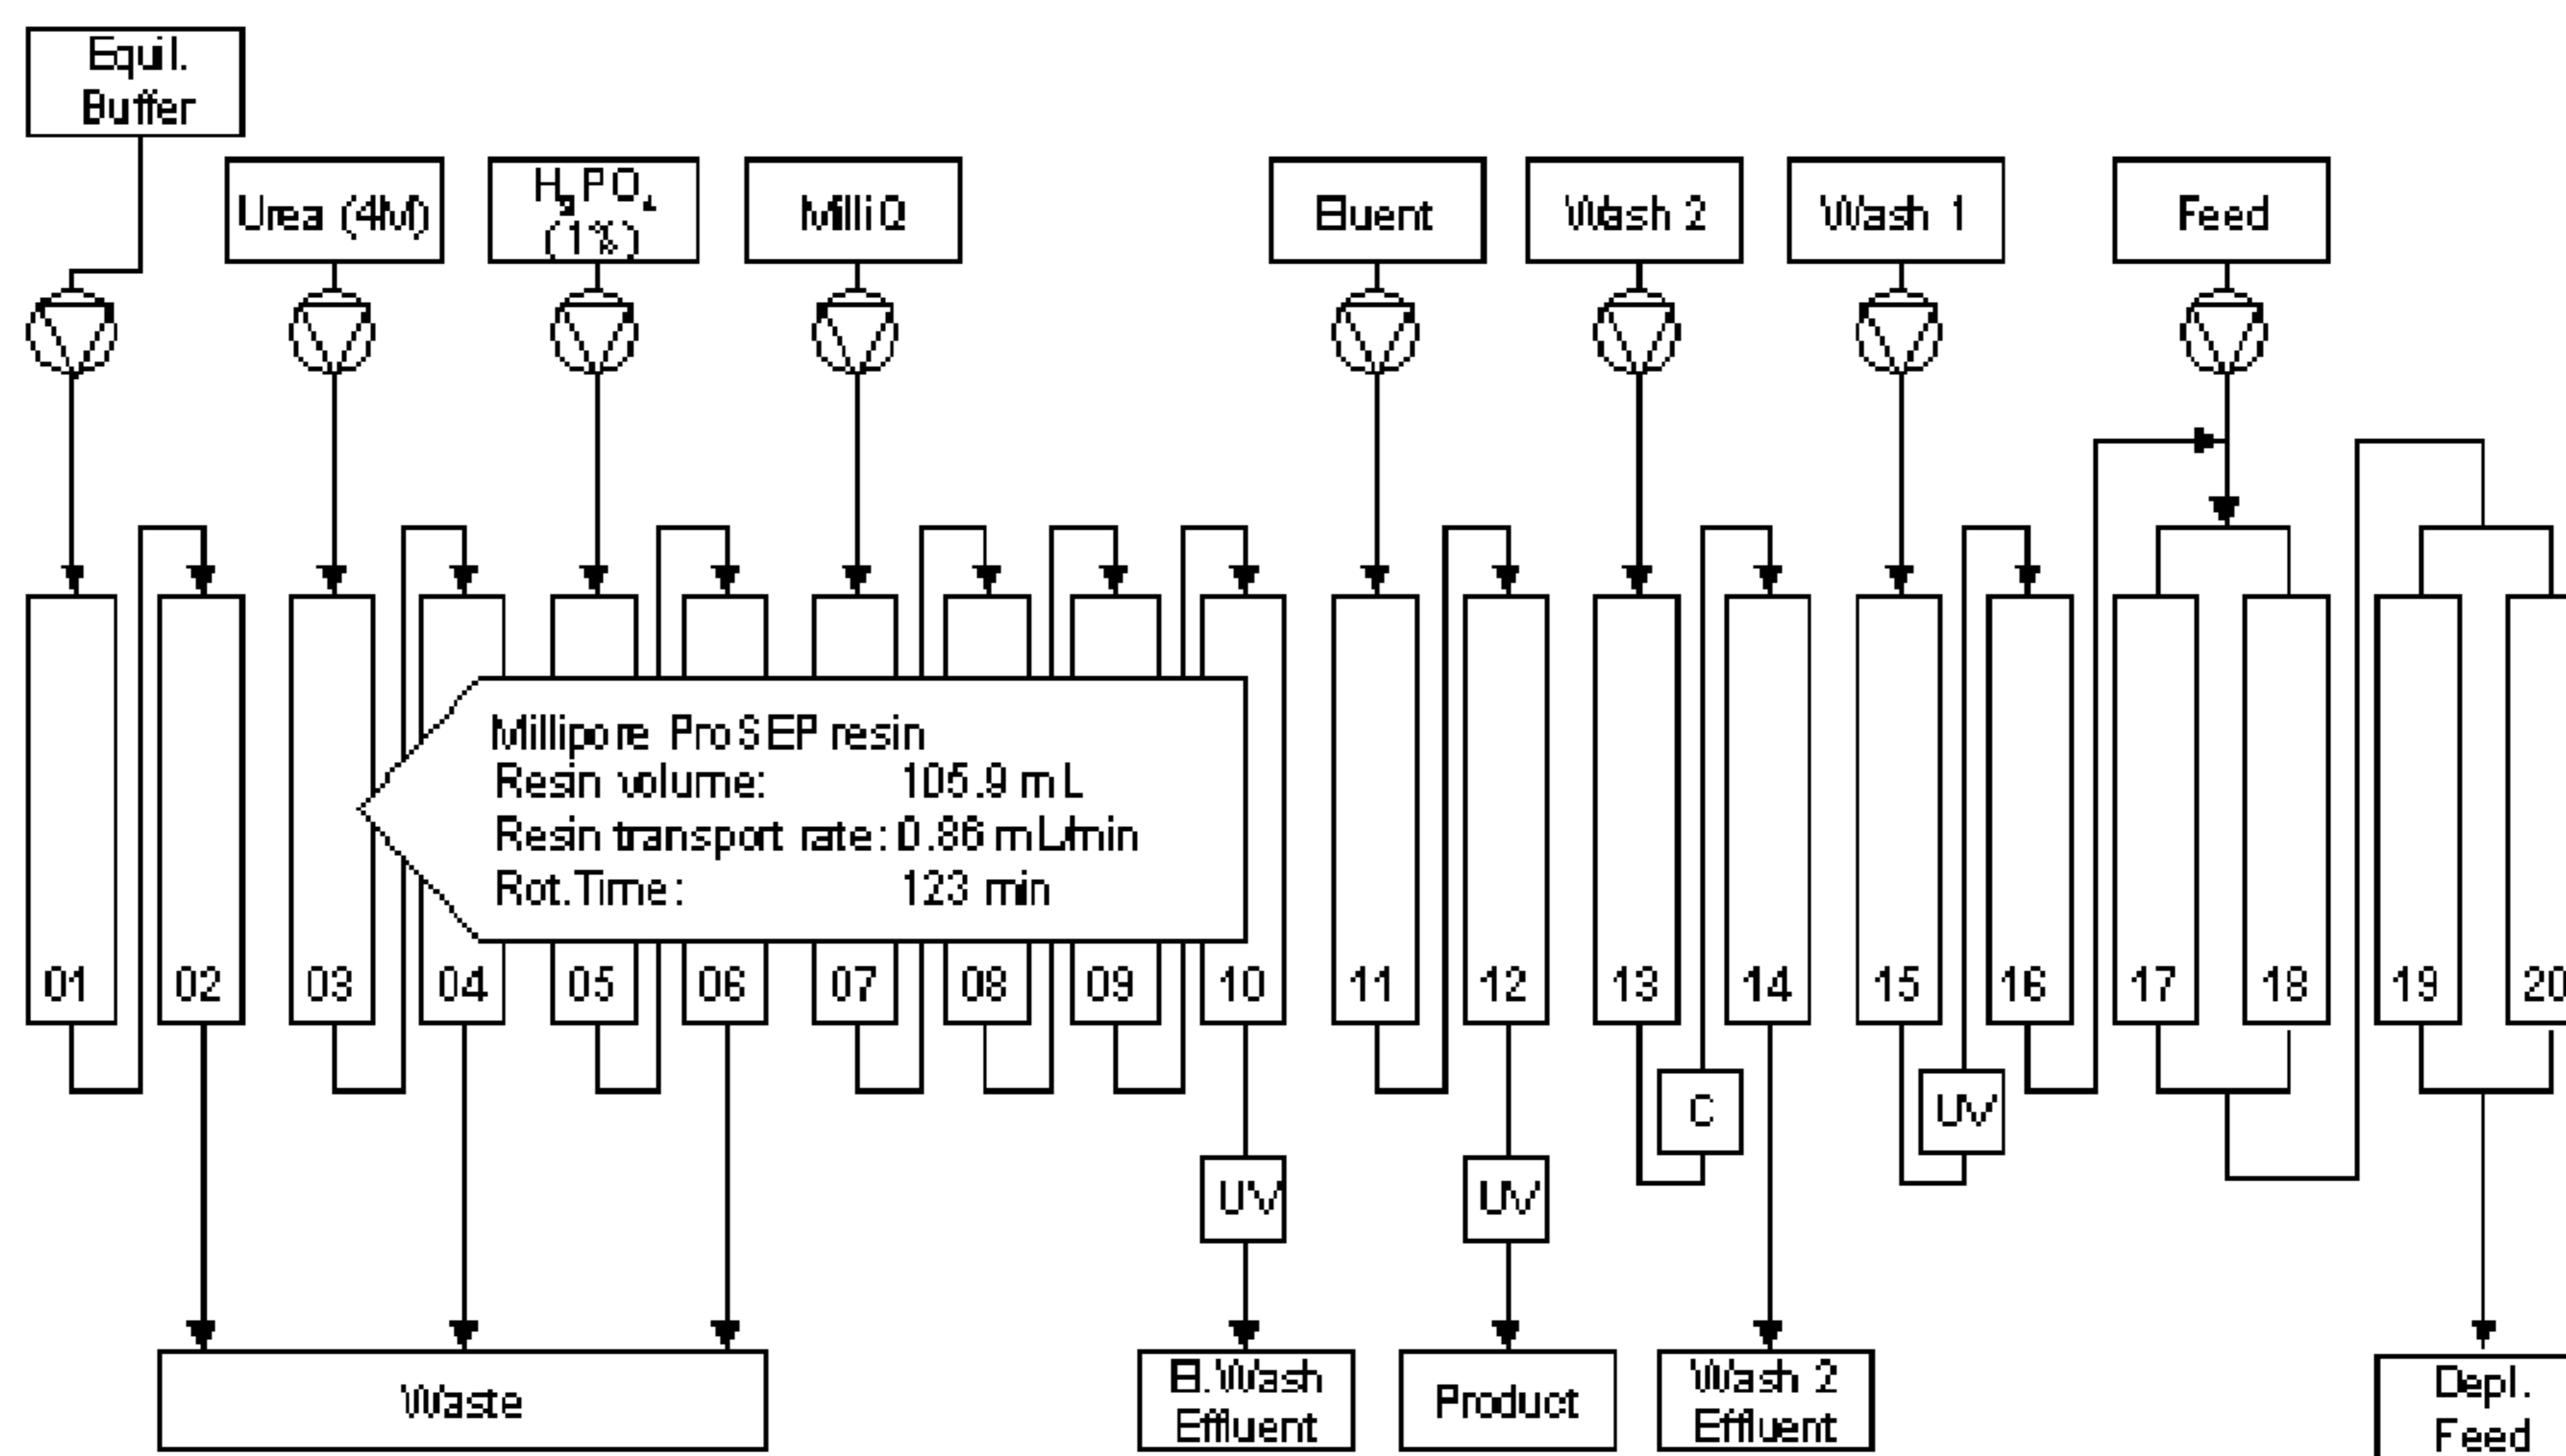 Equil.
Buffer
Urea (4M)
H3PO4
(1%)
MilliQ
Eluent
Wash 2
Wash 1
Feed
Millipore ProSEP resin
Resin volume: 105.9 mL
Resin transport rate: 0.86 mL/min
Rot.Time: 123 min
01 02 03 04 05 06 07 08 09 10 11 12 13 14 15 16 17 18 19 20
C
UV
UV
UV
Waste
El.Wash
Effluent
Product
Wash 2
Effluent
Depl.
Feed